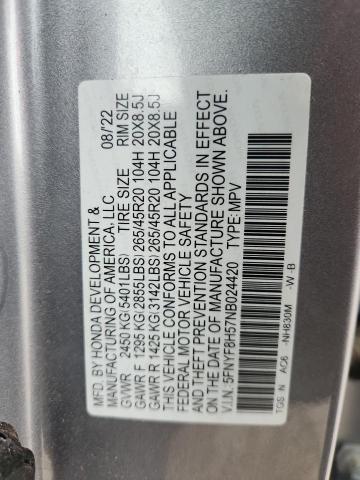 MFD. BY HONDA DEVELOPMENT & 08/'22
MANUFACTURING OF AMERICA, LLC
GVWR 2450 KG (5401LBS) TIRE SIZE RIM SIZE
GAWR F 1295 KG (2855LBS) 265/45R20 104H 20X8.5J
GAWR R 1425 KG (3142LBS) 265/45R20 104H 20X8.5J
THIS VEHICLE CONFORMS TO ALL APPLICABLE
FEDERAL MOTOR VEHICLE SAFETY
AND THEFT PREVENTION STANDARDS IN EFFECT
ON THE DATE OF MANUFACTURE SHOWN ABOVE.
V.I.N.: 5FNYF8H57NB024420 TYPE: MPV
TGS N AC6 -NH830M -W -B